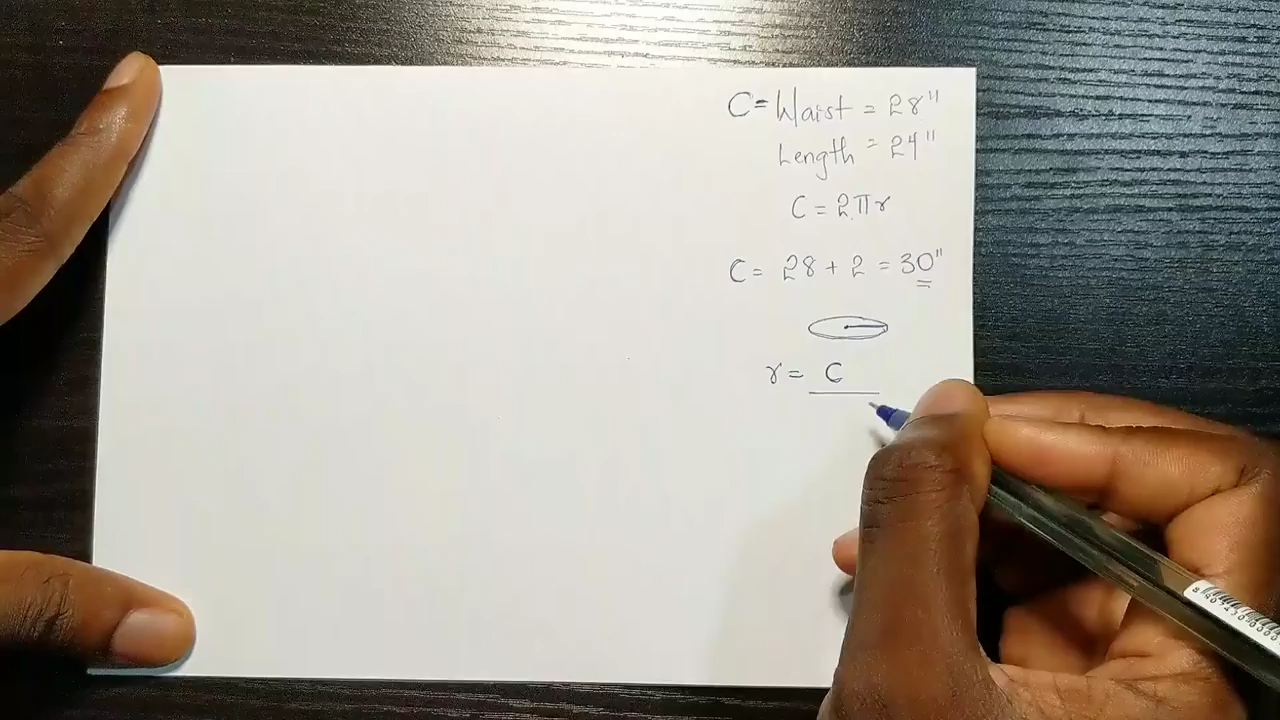 C = Waist = 28"
Length = 24"
C = 2πr
C = 28 + 2 = 30"
r = C